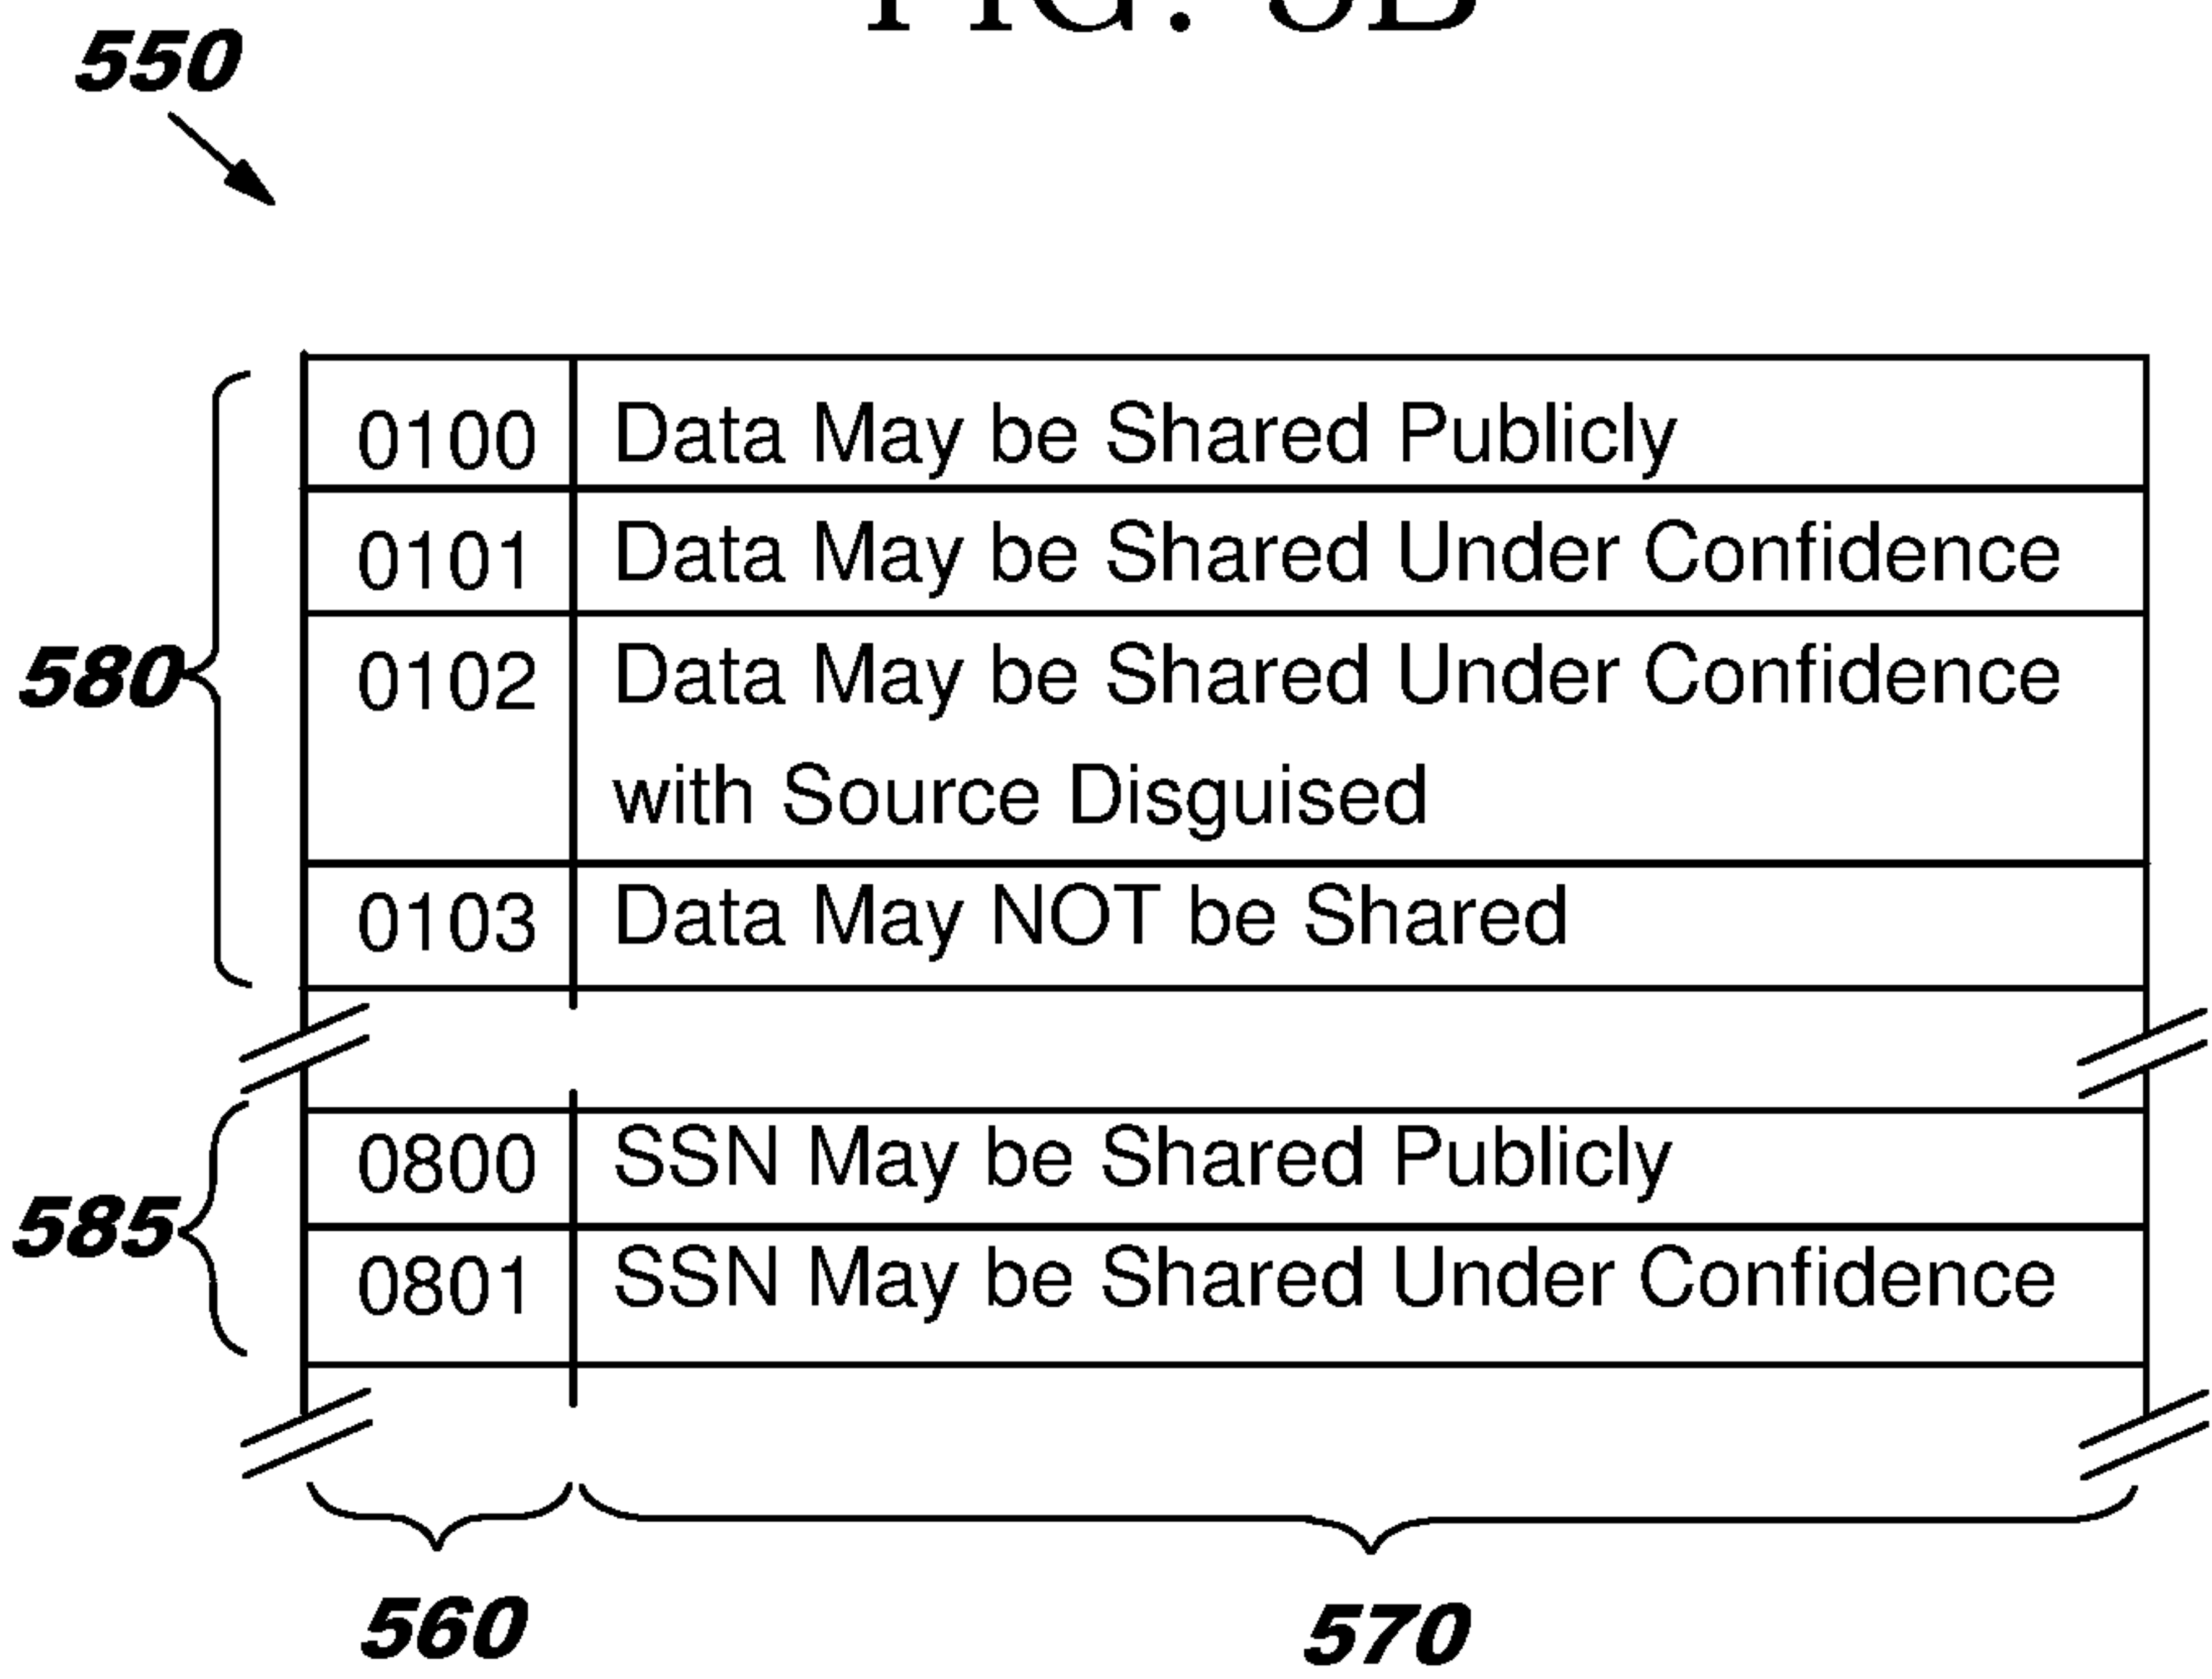 FIG.
550
0100 Data May be Shared Publicly
0101 Data May be Shared Under Confidence
580
0102 Data May be Shared Under Confidence
with Source Disguised
0103 Data May NOT be Shared
0800 SSN May be Shared Publicly
585
0801 SSN May be Shared Under Confidence
560 570